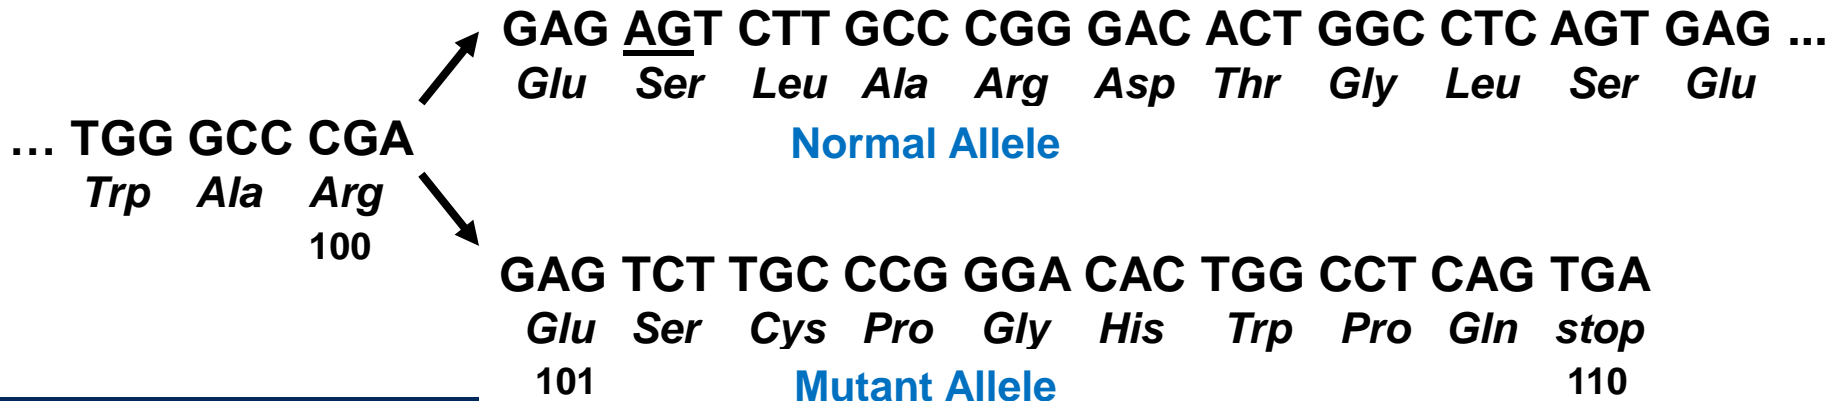 GAG AGT CTT GCC CGG GAC ACT GGC CTC AGT GAG ...
Glu Ser Leu Ala Arg Asp Thr Gly Leu Ser Glu
Normal Allele
... TGG GCC CGA
Trp Ala Arg
100
GAG TCT TGC CCG GGA CAC TGG CCT CAG TGA
Glu Ser Cys Pro Gly His Trp Pro Gln stop
101 Mutant Allele 110